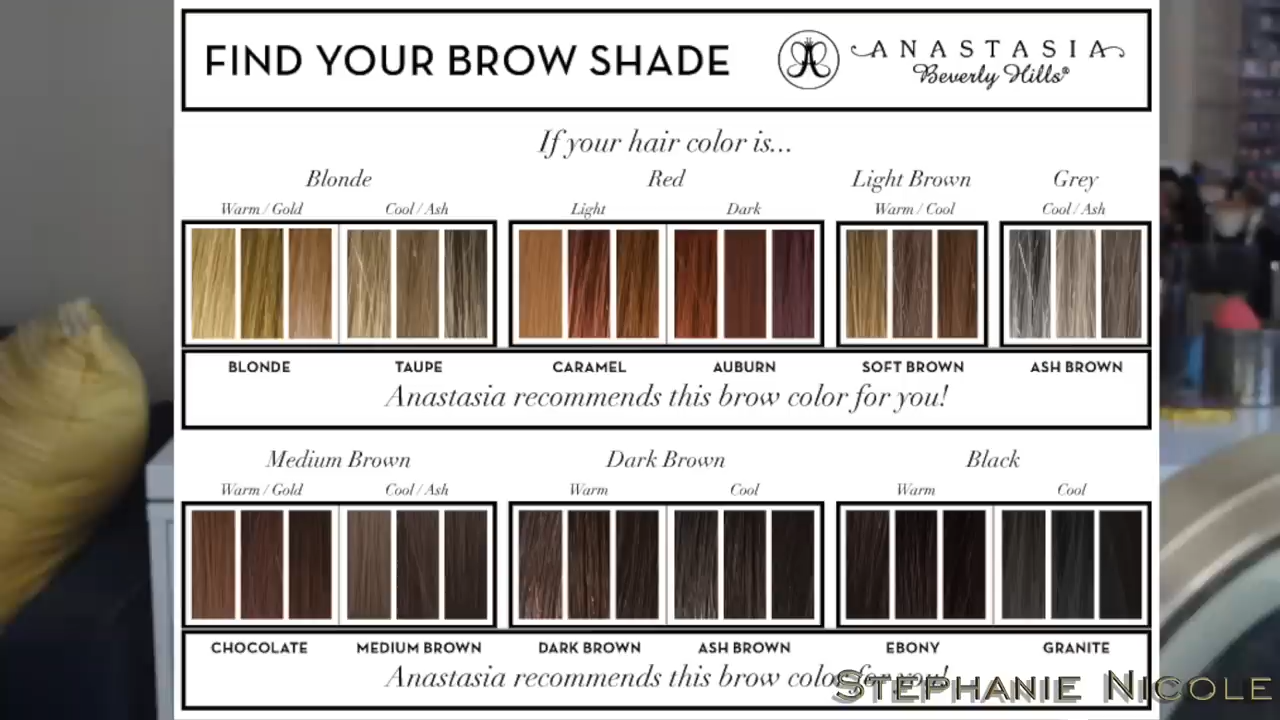 FIND YOUR BROW SHADE
ANASTASIA
Beverly Hills®
If your hair color is...
Blonde Red Light Brown Grey
Warm / Gold Cool / Ash Light Dark Warm / Cool Cool / Ash
BLONDE TAUPE CARAMEL AUBURN SOFT BROWN ASH BROWN
Anastasia recommends this brow color for you!
Medium Brown Dark Brown Black
Warm / Gold Cool / Ash Warm Cool Warm Cool
CHOCOLATE MEDIUM BROWN DARK BROWN ASH BROWN EBONY GRANITE
Anastasia recommends this brow color for you!
STEPHANIE NICOLE